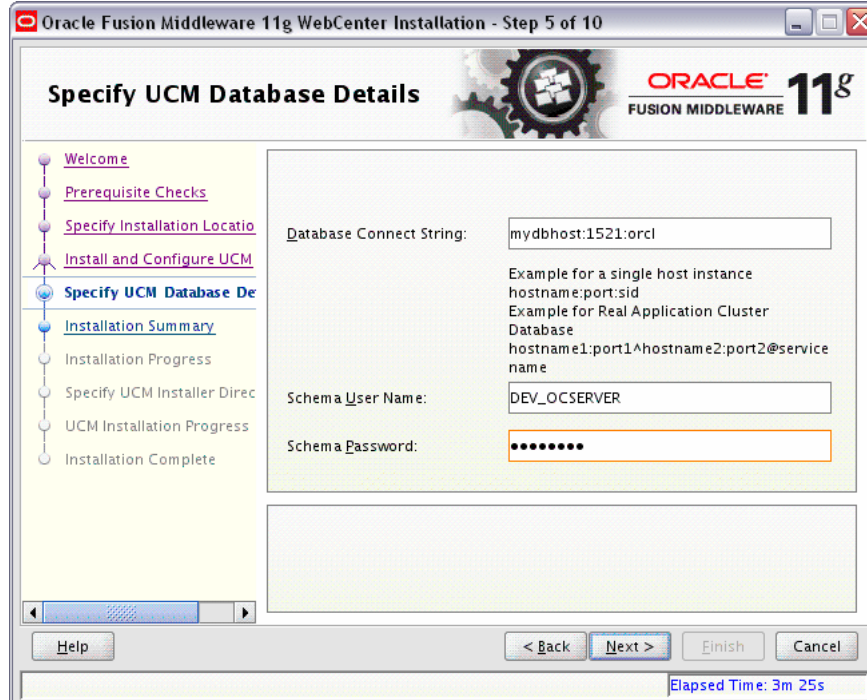 Oracle Fusion Middleware 11g WebCenter Installation - Step 5 of 10
Specify UCM Database Details
ORACLE
FUSION MIDDLEWARE
11g
Welcome
Prerequisite Checks
Specify Installation Locatio
Install and Configure UCM
Specify UCM Database De
Installation Summary
Installation Progress
Specify UCM Installer Direc
UCM Installation Progress
Installation Complete
Database Connect String:
mydbhost:1521:orcl
Example for a single host instance
hostname:port:sid
Example for Real Application Cluster
Database
hostname1:port1^hostname2:port2@service
name
Schema User Name:
DEV_OCSERVER
Schema Password:
••••••••
Help
< Back
Next >
Finish
Cancel
Elapsed Time: 3m 25s